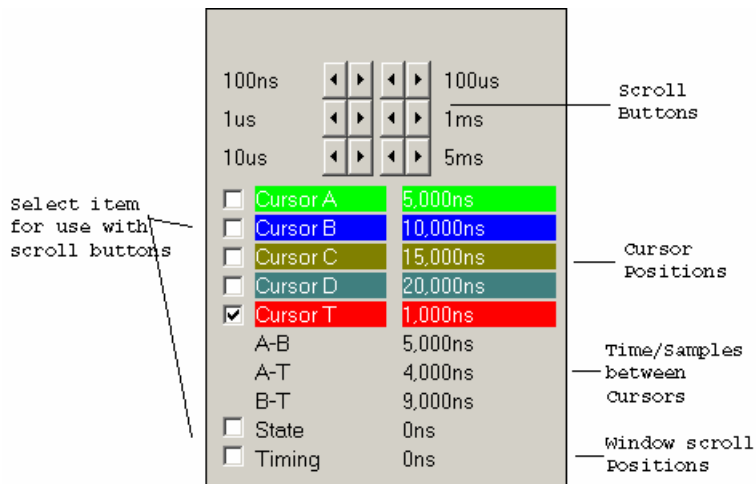 100ns 100us
1us 1ms
10us 5ms
Scroll
Buttons
Select item
for use with
scroll buttons
Cursor A 5,000ns
Cursor B 10,000ns
Cursor C 15,000ns
Cursor D 20,000ns
Cursor T 1,000ns
Cursor
Positions
A-B 5,000ns
A-T 4,000ns
B-T 9,000ns
Time/Samples
between
Cursors
State 0ns
Timing 0ns
Window scroll
Positions